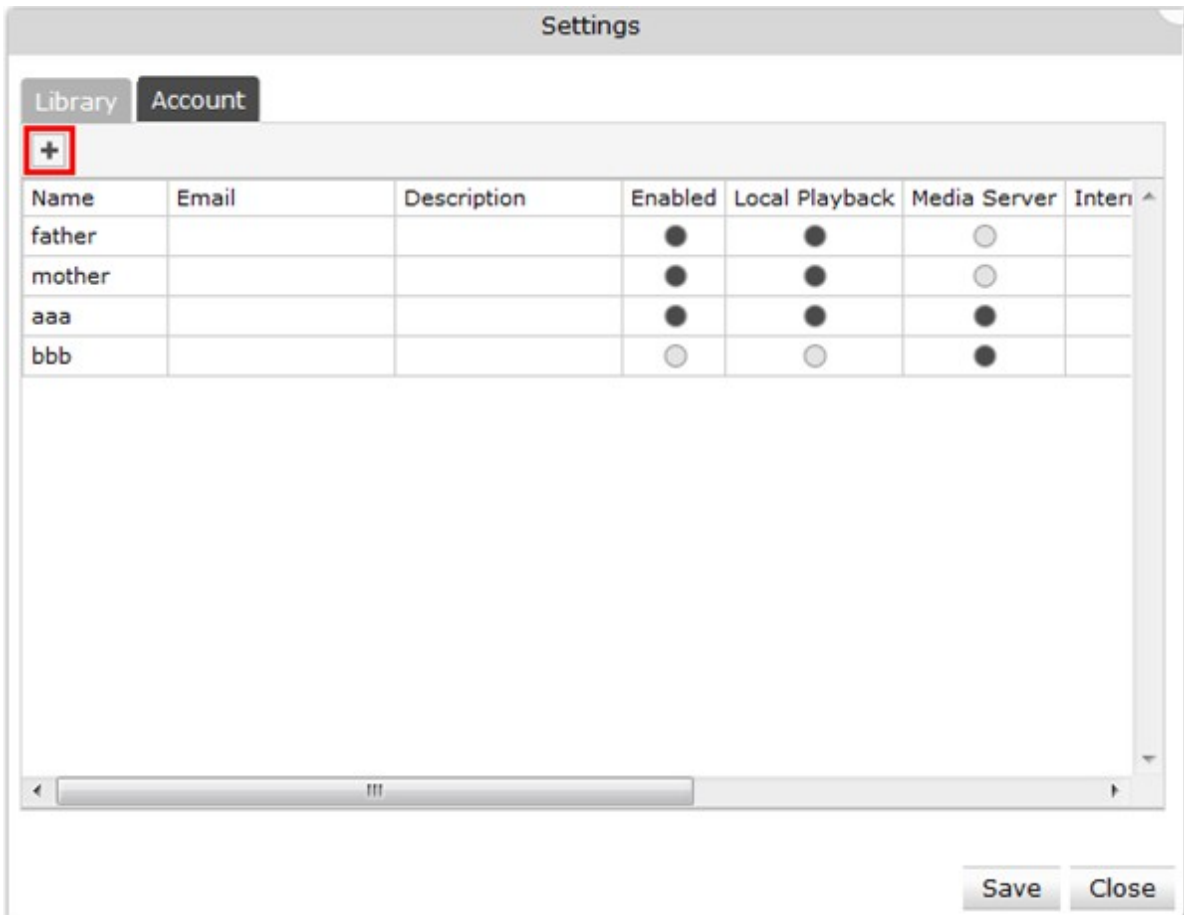 Settings
Library Account
+
Name Email Description Enabled Local Playback Media Server
father
mother
aaa
bbb
Save Close